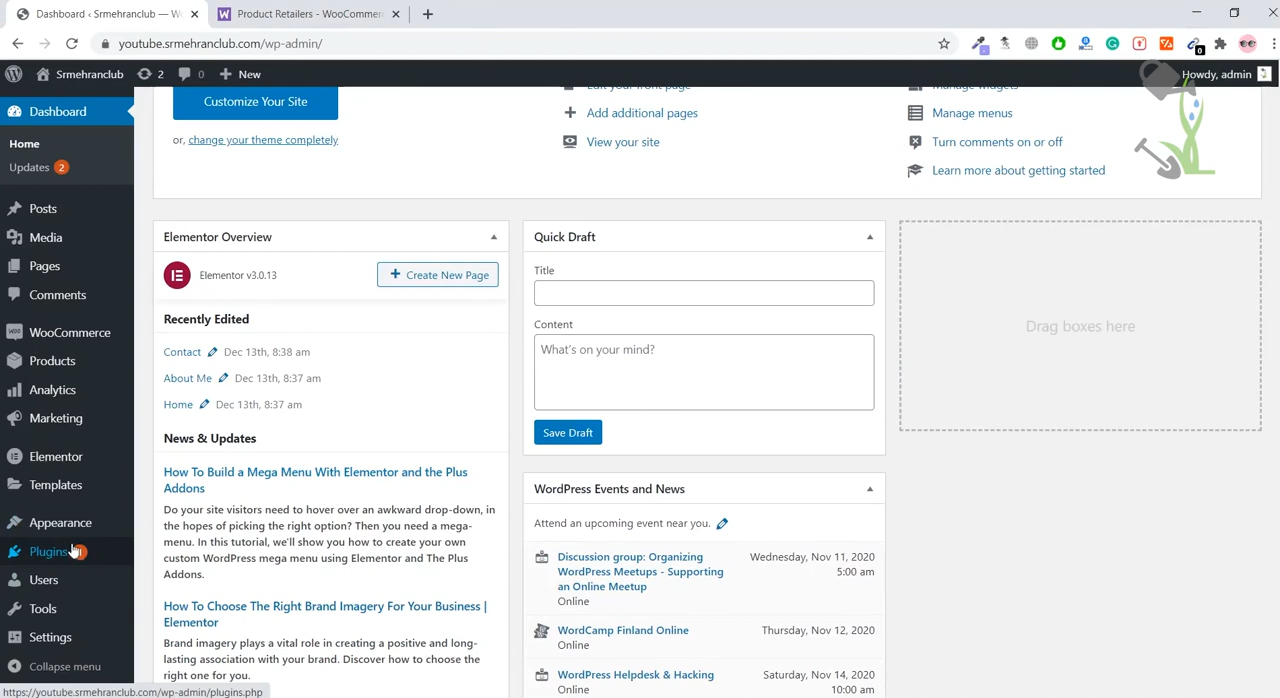 Dashboard ‹ Srmehranclub — W
Product Retailers - WooCommerc
youtube.srmehranclub.com/wp-admin/
0
Srmehranclub
2
0
New
Howdy, admin
Dashboard
Home
Updates 2
Posts
Media
Pages
Comments
WooCommerce
Products
Analytics
Marketing
Elementor
Templates
Appearance
Plugins
Users
Tools
Settings
Collapse menu
Customize Your Site
or, change your theme completely
Edit your front page
Add additional pages
View your site
Manage widgets
Manage menus
Turn comments on or off
Learn more about getting started
Elementor Overview
Elementor v3.0.13
Create New Page
Recently Edited
Contact Dec 13th, 8:38 am
About Me Dec 13th, 8:37 am
Home Dec 13th, 8:37 am
News & Updates
How To Build a Mega Menu With Elementor and the Plus
Addons
Do your site visitors need to hover over an awkward drop-down, in
the hopes of picking the right option? Then you need a mega-
menu. In this tutorial, we'll show you how to create your own
custom WordPress mega menu using Elementor and The Plus
Addons.
How To Choose The Right Brand Imagery For Your Business |
Elementor
Brand imagery plays a vital role in creating a positive and long-
lasting association with your brand. Discover how to choose the
right one for you.
Quick Draft
Title
Content
What's on your mind?
Save Draft
WordPress Events and News
Attend an upcoming event near you.
Discussion group: Organizing
WordPress Meetups - Supporting
an Online Meetup
Online
Wednesday, Nov 11, 2020
5:00 am
WordCamp Finland Online
Online
Thursday, Nov 12, 2020
WordPress Helpdesk & Hacking
Online
Saturday, Nov 14, 2020
10:00 am
Drag boxes here
https://youtube.srmehranclub.com/wp-admin/plugins.php